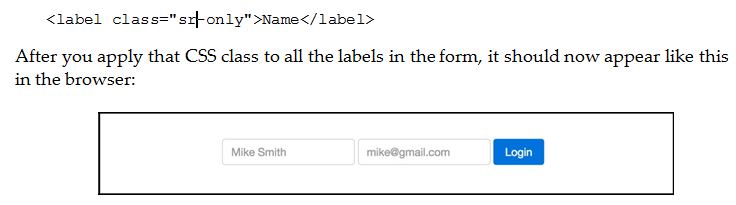 <label class="sr-only">Name</label>
After you apply that CSS class to all the labels in the form, it should now appear like this
in the browser:
Mike Smith mike@gmail.com Login